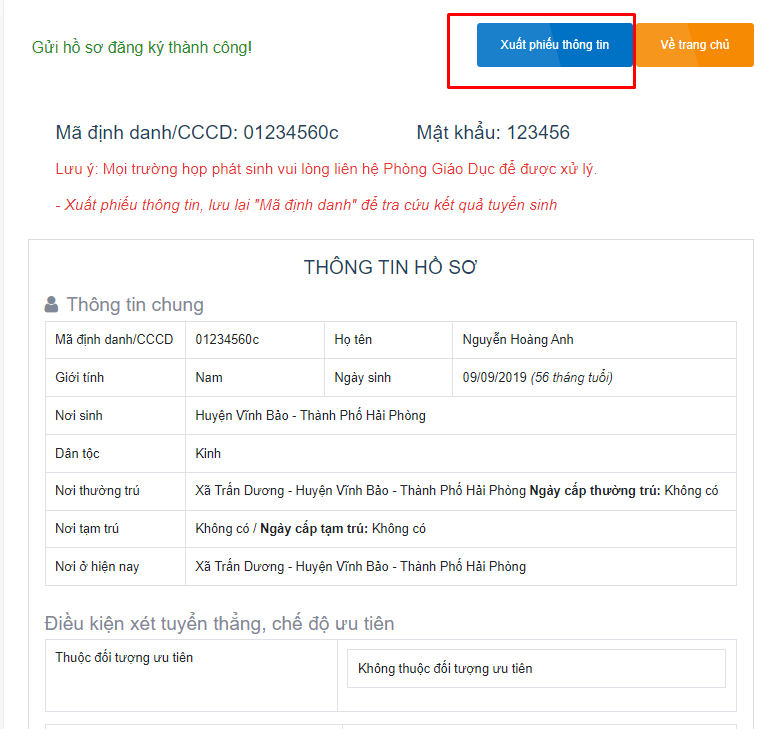 Gửi hồ sơ đăng ký thành công!
Xuất phiếu thông tin
Về trang chủ
Mã định danh/CCCD: 01234560c
Mật khẩu: 123456
Lưu ý: Mọi trường hợp phát sinh vui lòng liên hệ Phòng Giáo Dục để được xử lý.
- Xuất phiếu thông tin, lưu lại "Mã định danh" để tra cứu kết quả tuyển sinh
THÔNG TIN HỒ SƠ
Thông tin chung
Mã định danh/CCCD 01234560c Họ tên Nguyễn Hoàng Anh
Giới tính Nam Ngày sinh 09/09/2019 (56 tháng tuổi)
Nơi sinh Huyện Vĩnh Bảo - Thành Phố Hải Phòng
Dân tộc Kinh
Nơi thường trú Xã Trấn Dương - Huyện Vĩnh Bảo - Thành Phố Hải Phòng Ngày cấp thường trú: Không có
Nơi tạm trú Không có / Ngày cấp tạm trú: Không có
Nơi ở hiện nay Xã Trấn Dương - Huyện Vĩnh Bảo - Thành Phố Hải Phòng
Điều kiện xét tuyển thẳng, chế độ ưu tiên
Thuộc đối tượng ưu tiên
Không thuộc đối tượng ưu tiên